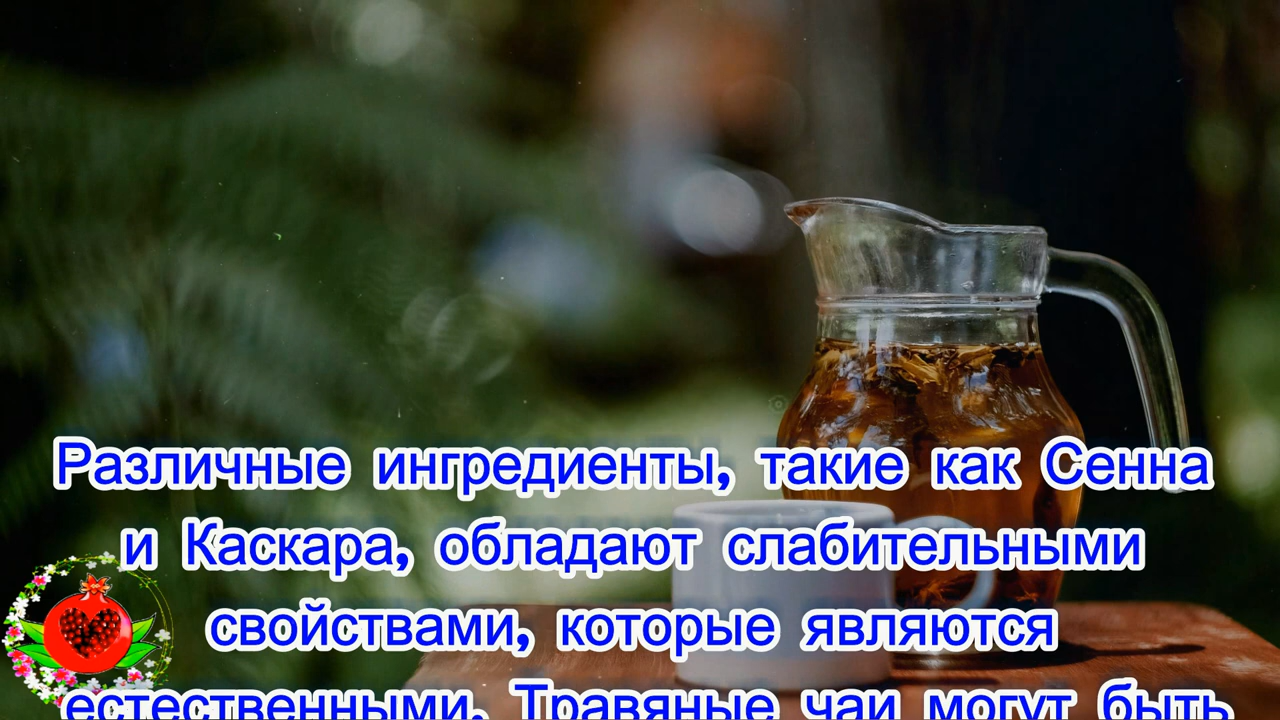 Различные ингредиенты, такие как Сенна
и Каскара, обладают слабительными
свойствами, которые являются
естественными. Травяные чаи могут быть